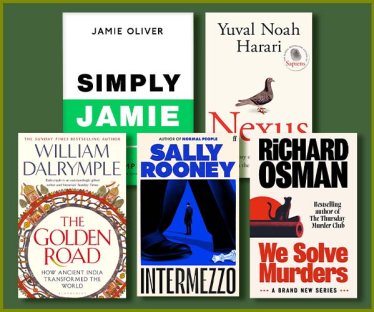 JAMIE OLIVER
SIMPLY
JAMIE
Yuval Noah
Harari
Sapiens
Nexus
THE SUNDAY TIMES BESTSELLING AUTHOR
WILLIAM
DALRYMPLE
THE
GOLDEN
ROAD
HOW ANCIENT INDIA
TRANSFORMED THE
WORLD
BLOOMSBURY
AUTHOR OF NORMAL PEOPLE
SALLY
ROONEY
INTERMEZZO
RiCHARD
OSMAN
Bestselling
author of
The Thursday
Murder Club
We Solve
Murders
A BRAND NEW SERIES